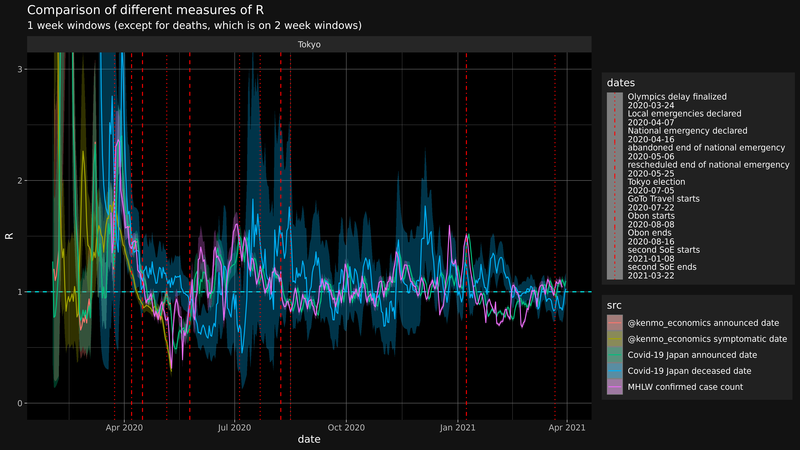 Comparison of different measures of R
1 week windows (except for deaths, which is on 2 week windows)
Tokyo
3
2
1
0
R
Apr 2020
Jul 2020
Oct 2020
Jan 2021
Apr 2021
date
dates
Olympics delay finalized
2020-03-24
Local emergencies declared
2020-04-07
National emergency declared
2020-04-16
abandoned end of national emergency
2020-05-06
rescheduled end of national emergency
2020-05-25
Tokyo election
2020-07-05
GoTo Travel starts
2020-07-22
Obon starts
2020-08-08
Obon ends
2020-08-16
second SoE starts
2021-01-08
second SoE ends
2021-03-22
src
@kenmo_economics announced date
@kenmo_economics symptomatic date
Covid-19 Japan announced date
Covid-19 Japan deceased date
MHLW confirmed case count